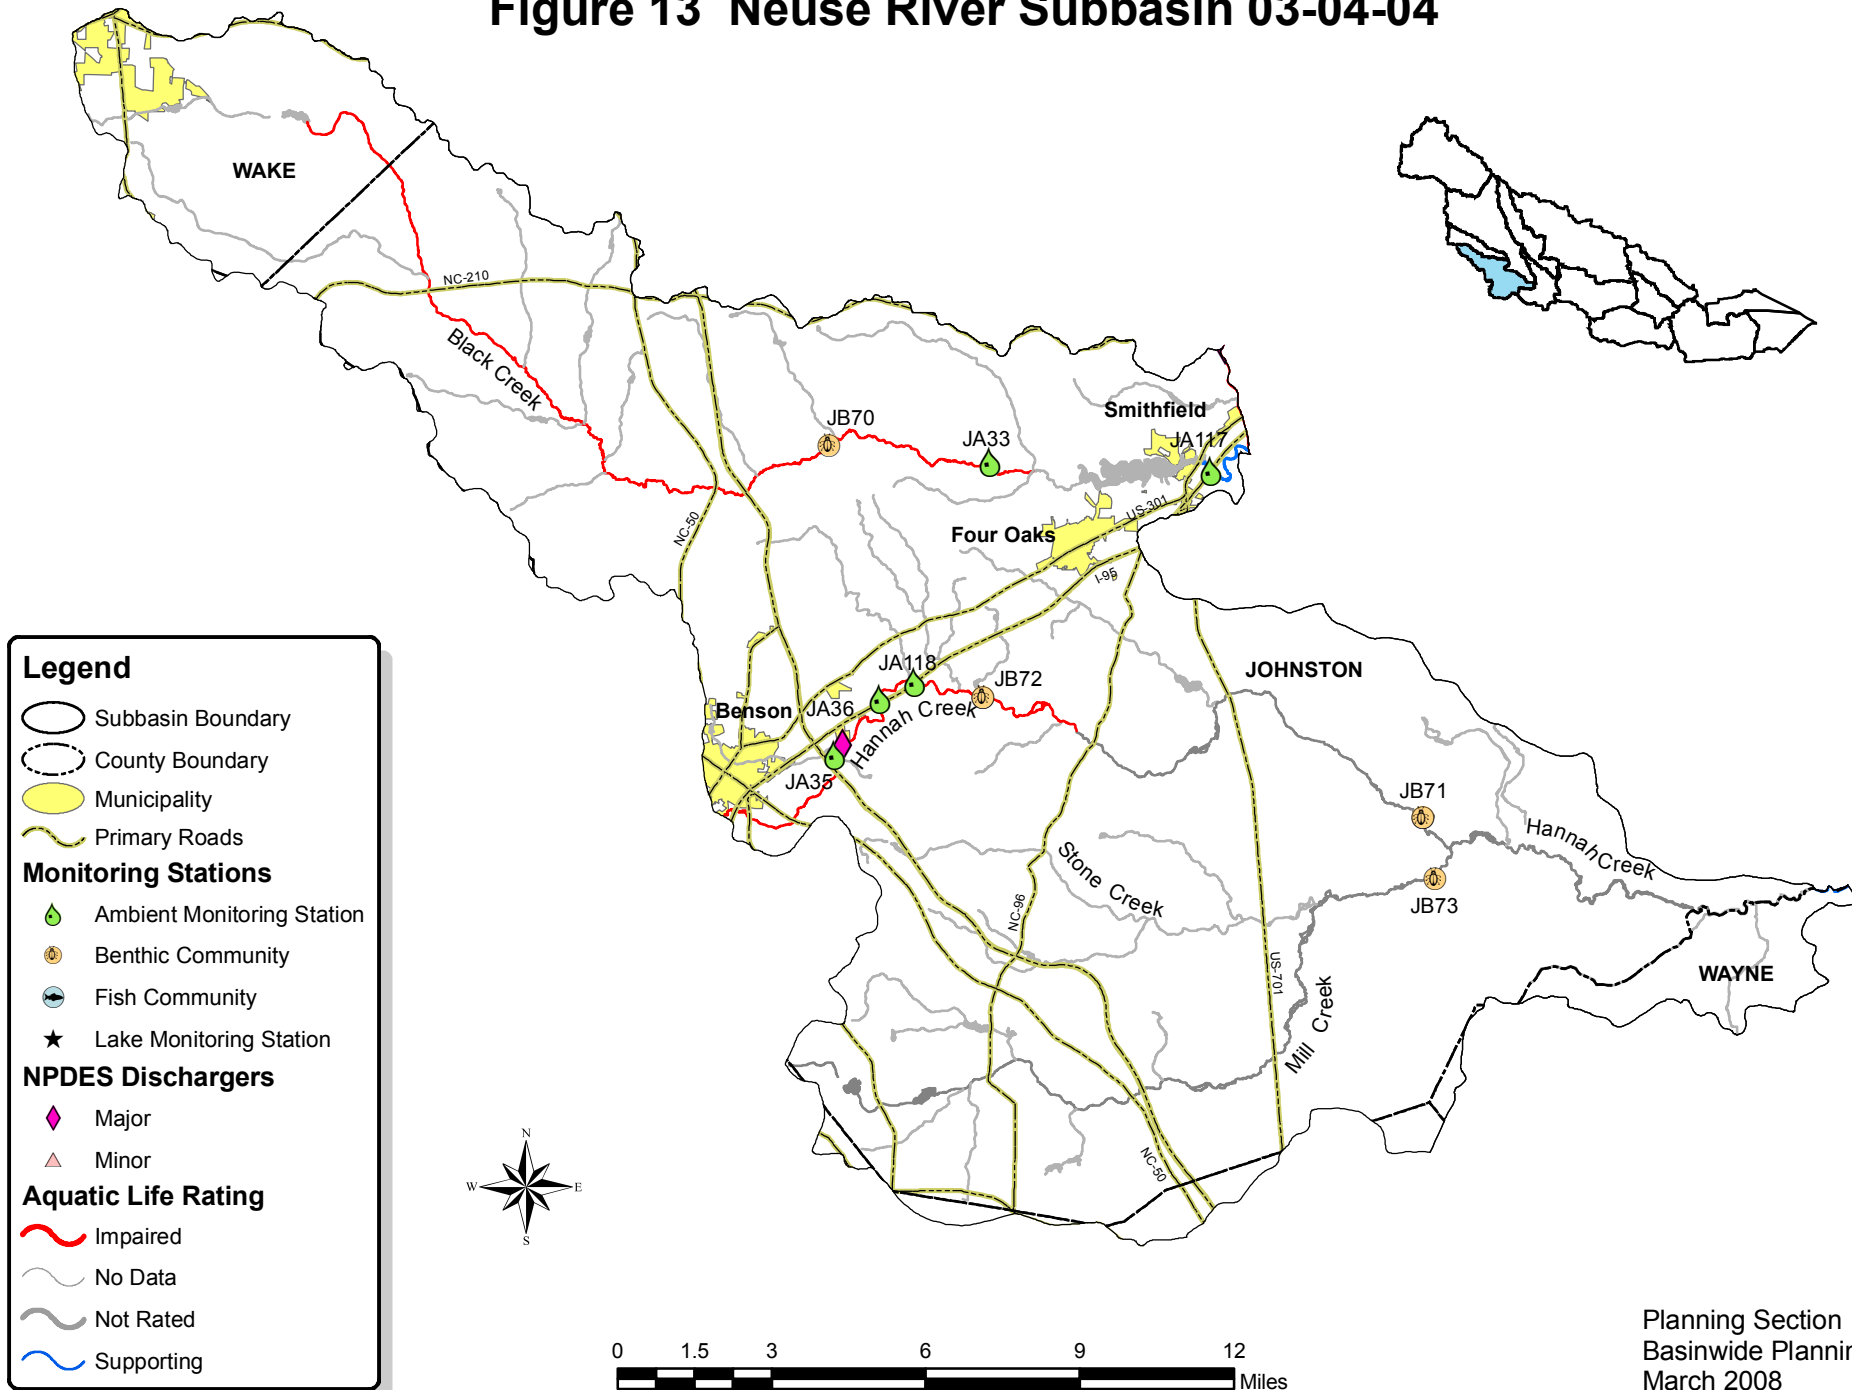 Figure 13 Neuse River Subbasin 03-04-04
WAKE
NC-210
Black Creek
JB70
JA33
Smithfield
JA117
US-301
Four Oaks
I-95
NC-50
JOHNSTON
JA118
JB72
Benson
JA36
Hannah Creek
JA35
JB71
Hannah Creek
JB73
Stone Creek
NC-96
US-701
WAYNE
Mill Creek
NC-50
Legend
Subbasin Boundary
County Boundary
Municipality
Primary Roads
Monitoring Stations
Ambient Monitoring Station
Benthic Community
Fish Community
Lake Monitoring Station
NPDES Dischargers
Major
Minor
Aquatic Life Rating
Impaired
No Data
Not Rated
Supporting
N
W E
S
0 1.5 3 6 9 12
Miles
Planning Section
Basinwide Plannin
March 2008